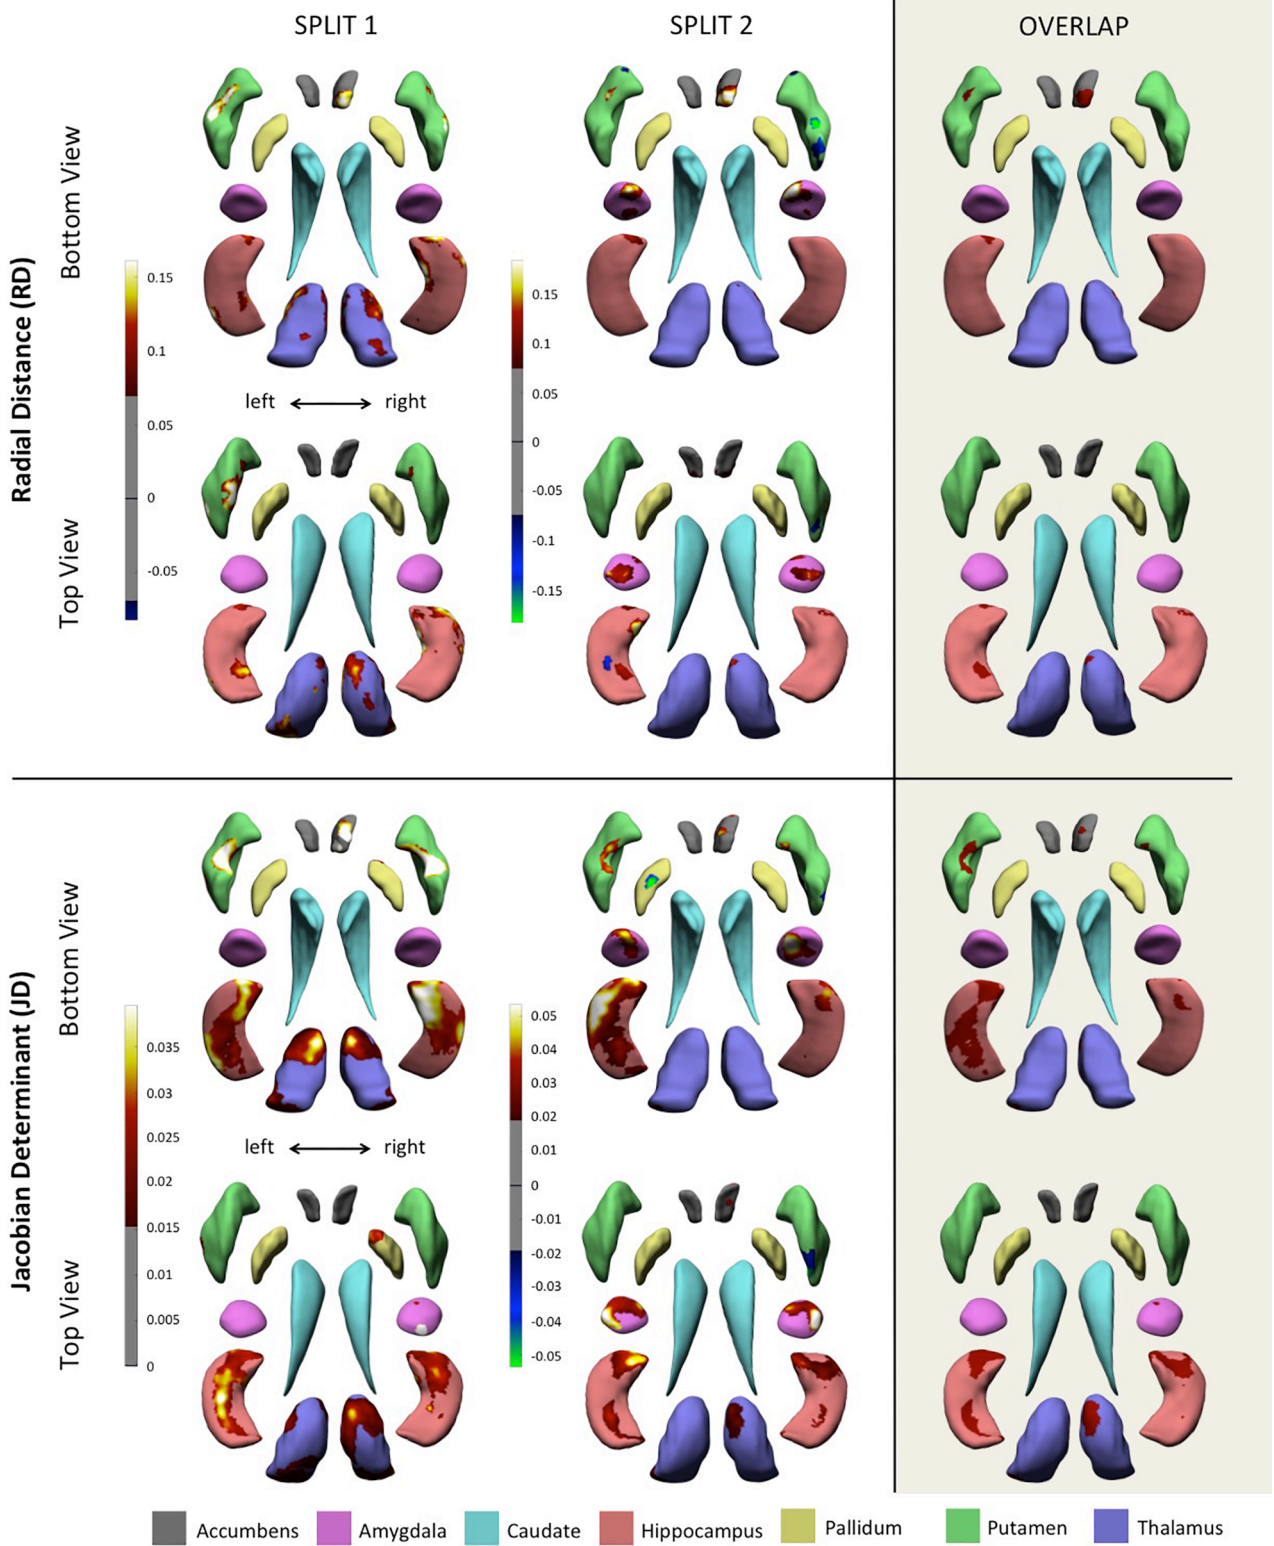 SPLIT 1
SPLIT 2
OVERLAP
Radial Distance (RD)
Bottom View
0.15
0.1
0.05
0
-0.05
0.15
0.1
0.05
0
-0.05
-0.1
-0.15
left
right
Top View
Jacobian Determinant (JD)
Bottom View
0.035
0.03
0.025
0.02
0.015
0.01
0.005
0
0.05
0.04
0.03
0.02
0.01
0
-0.01
-0.02
-0.03
-0.04
-0.05
left
right
Top View
Accumbens
Amygdala
Caudate
Hippocampus
Pallidum
Putamen
Thalamus